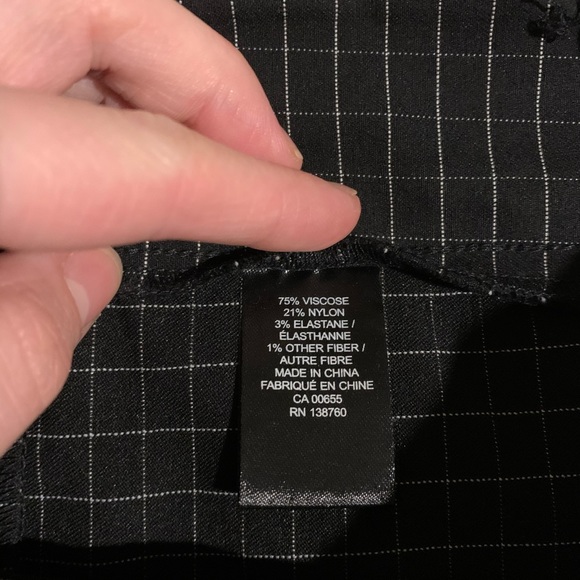 75% VISCOSE
21% NYLON
3% ELASTANE /
ÉLASTHANNE
1% OTHER FIBER /
AUTRE FIBRE
MADE IN CHINA
FABRIQUÉ EN CHINE
CA 00655
RN 138760